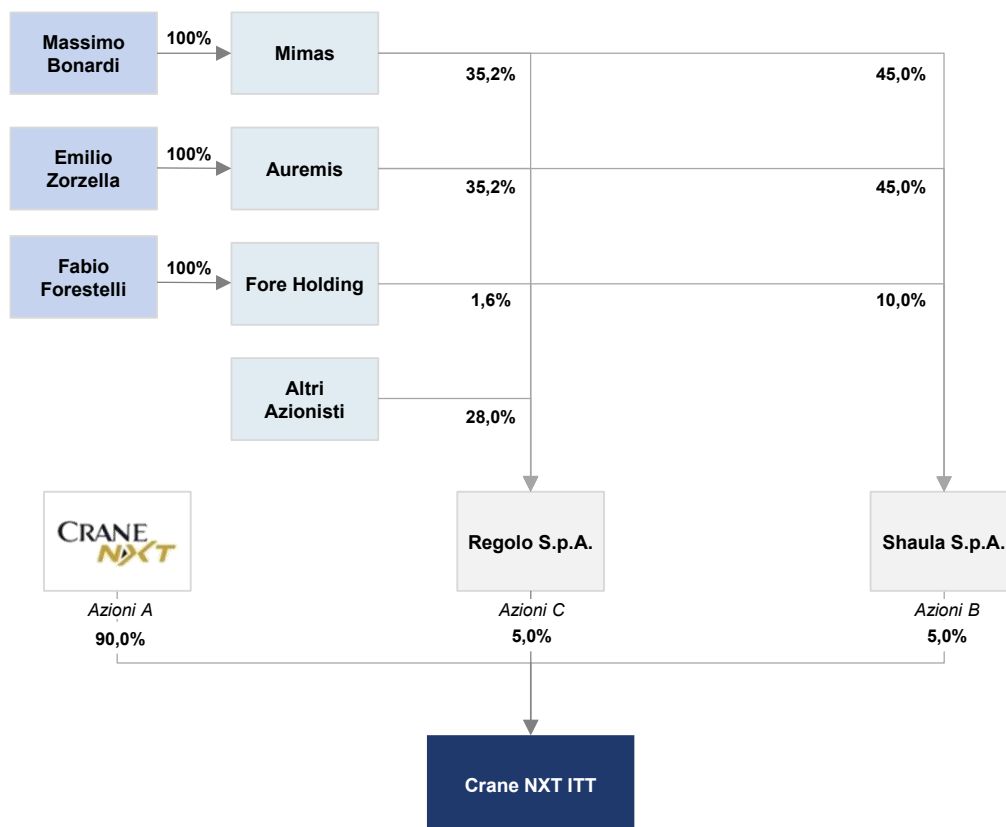 Massimo
Bonardi
100%
Mimas
35,2%
45,0%
Emilio
Zorzella
100%
Auremis
35,2%
45,0%
Fabio
Forestelli
100%
Fore Holding
1,6%
10,0%
Altri
Azionisti
28,0%
CRANE
NXT
Regolo S.p.A.
Shaula S.p.A.
Azioni A
Azioni C
Azioni B
90,0%
5,0%
5,0%
Crane NXT ITT